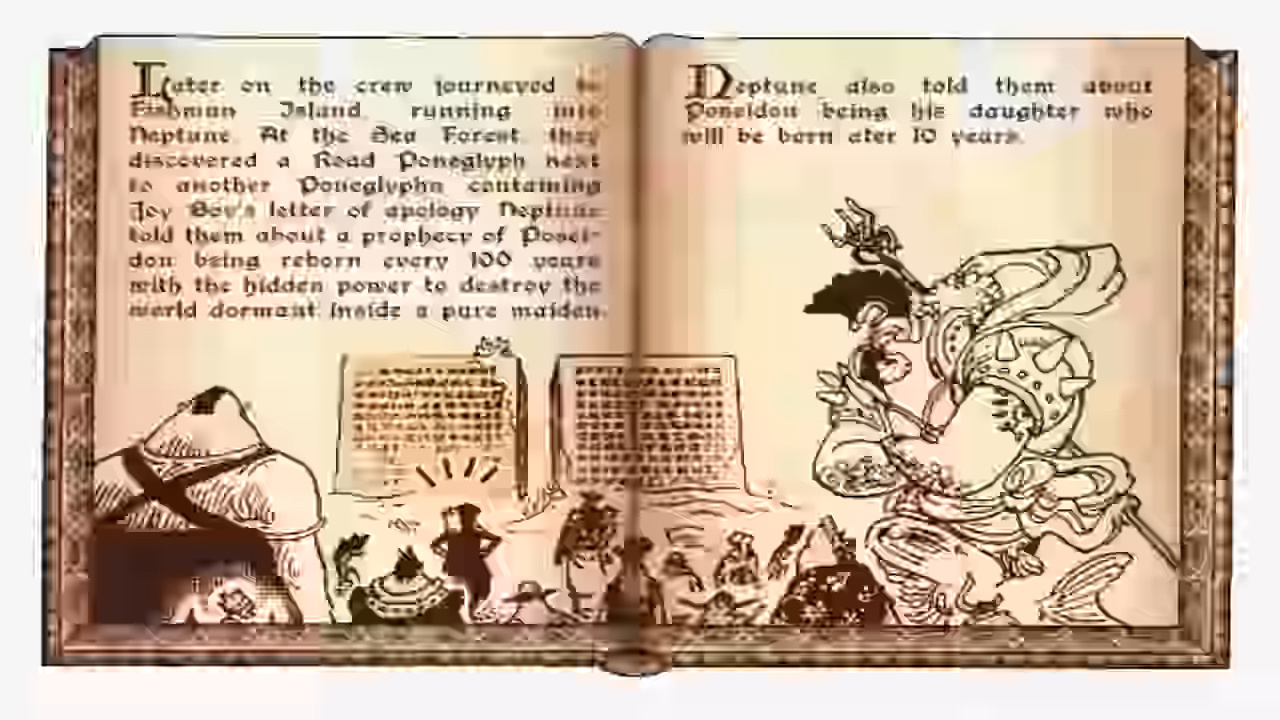 Later on the crew journeyed to
Fishman Island, running into
Neptune. At the Sea Forest, they
discovered a Road Poneglyph next
to another Poneglyphn containing
Joy Boy's letter of apology Neptune
told them about a prophecy of Posei-
don being reborn every 100 years
with the hidden power to destroy the
world dormant inside a pure maiden.
Neptune also told them about
Poseidon being his daughter who
will be born ater 10 years.